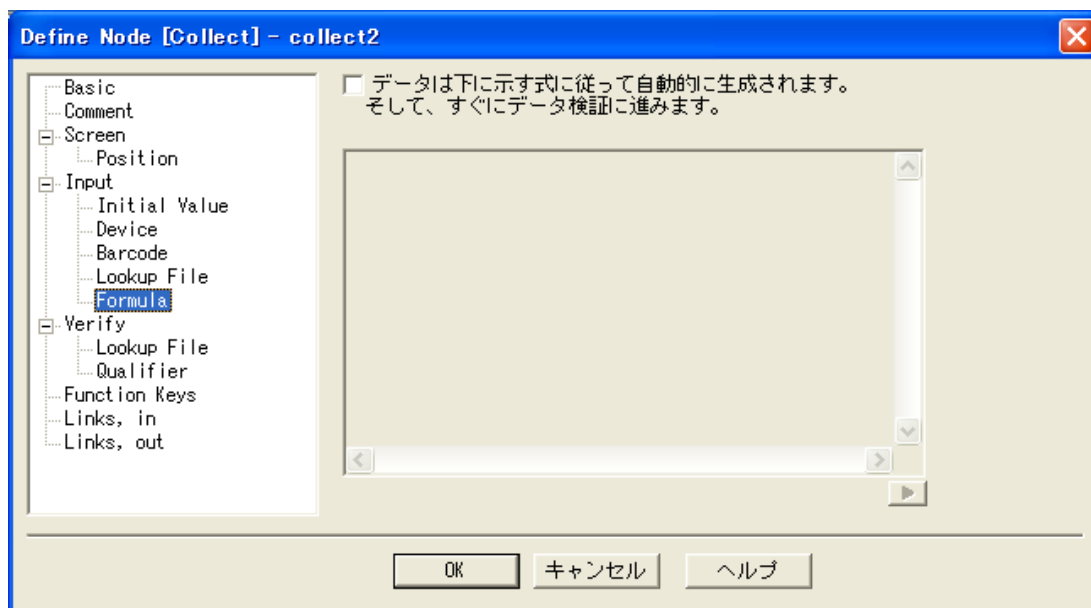 Define Node [Collect] - collect2
Basic
Comment
Screen
Position
Input
Initial Value
Device
Barcode
Lookup File
Formula
Verify
Lookup File
Qualifier
Function Keys
Links, in
Links, out
データは下に示す式に従って自動的に生成されます。
そして、すぐにデータ検証に進みます。
OK
キャンセル
ヘルプ